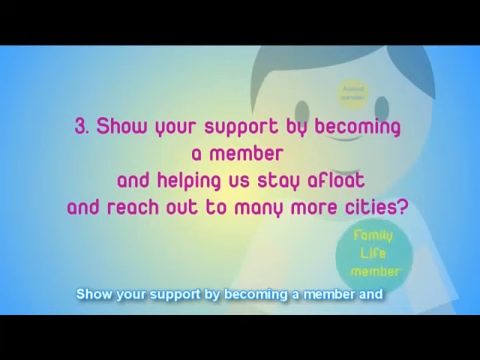 3. Show your support by becoming
a member
and helping us stay afloat
and reach out to many more cities?
Family
Life
member
Show your support by becoming a member and